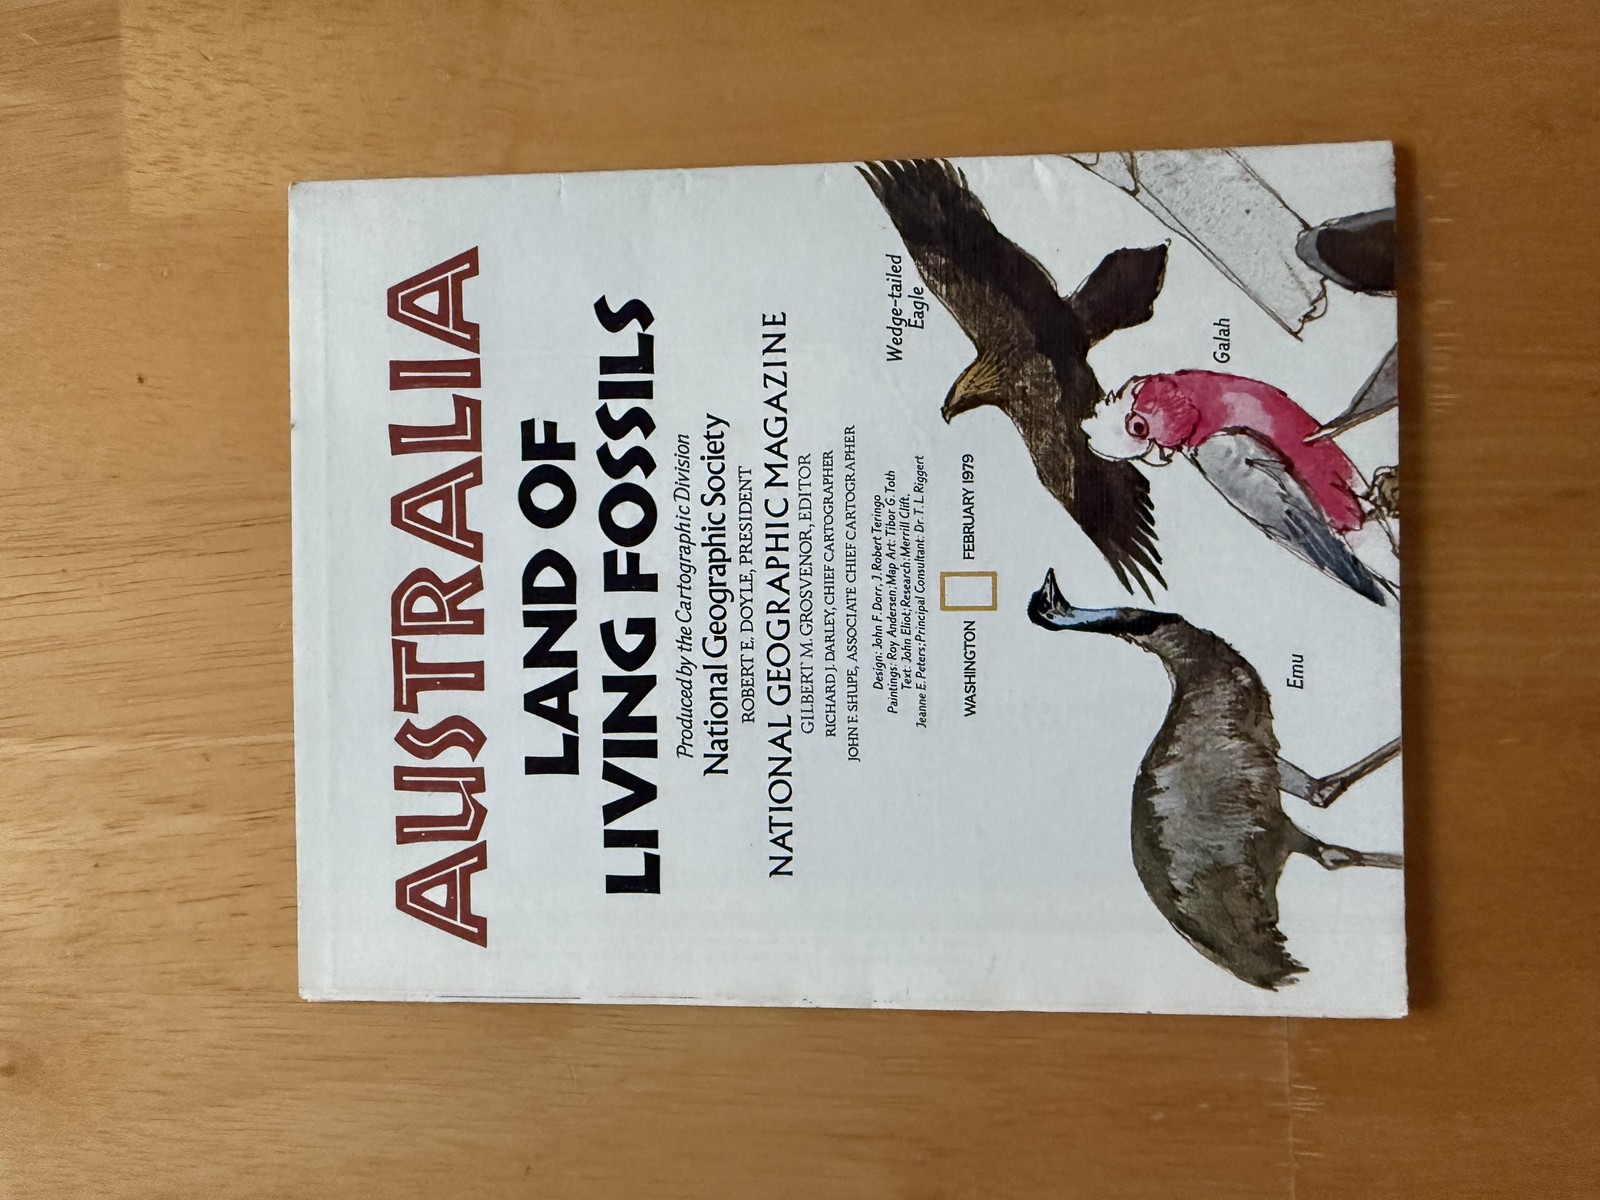 AUSTRALIA
LAND OF
LIVING FOSSILS
Produced by the Cartographic Division
National Geographic Society
ROBERT E. DOYLE, PRESIDENT
NATIONAL GEOGRAPHIC MAGAZINE
GILBERT M. GROSVENOR, EDITOR
RICHARD J. DARLEY, CHIEF CARTOGRAPHER
JOHN F. SHUPE, ASSOCIATE CHIEF CARTOGRAPHER
Design: John F. Dorr, J. Robert Teringo
Paintings: Roy Andersen; Map Art: Tibor G. Toth
Text: John Eliot; Research: Merrill Clift,
Jeanne E. Peters; Principal Consultant: Dr. T. L. Riggert
WASHINGTON FEBRUARY 1979
Wedge-tailed
Eagle
Galah
Emu